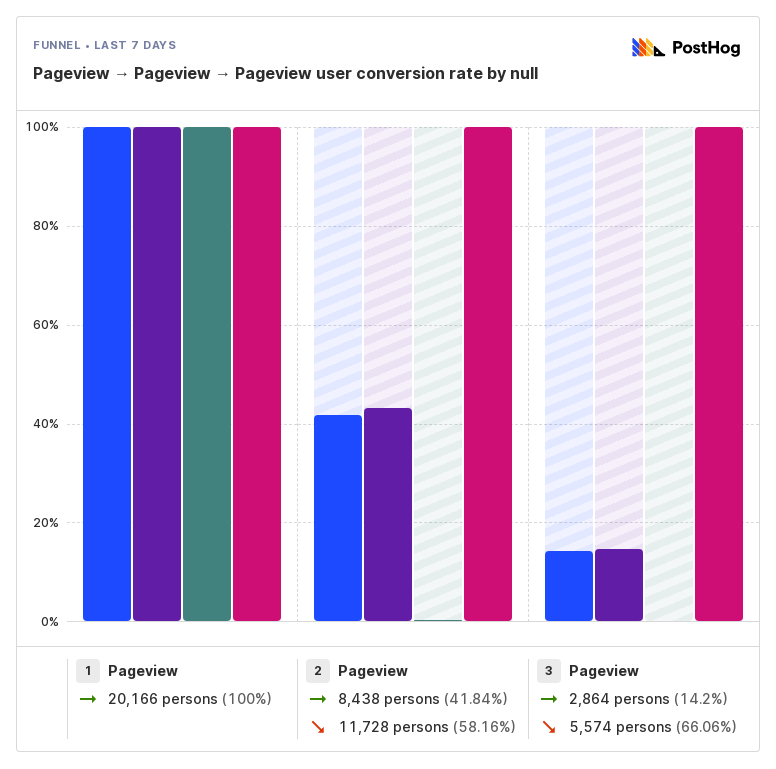 FUNNEL • LAST 7 DAYS
PostHog
Pageview → Pageview → Pageview user conversion rate by null
100%
80%
60%
40%
20%
0%
1 Pageview
→ 20,166 persons (100%)
2 Pageview
→ 8,438 persons (41.84%)
↘ 11,728 persons (58.16%)
3 Pageview
→ 2,864 persons (14.2%)
↘ 5,574 persons (66.06%)